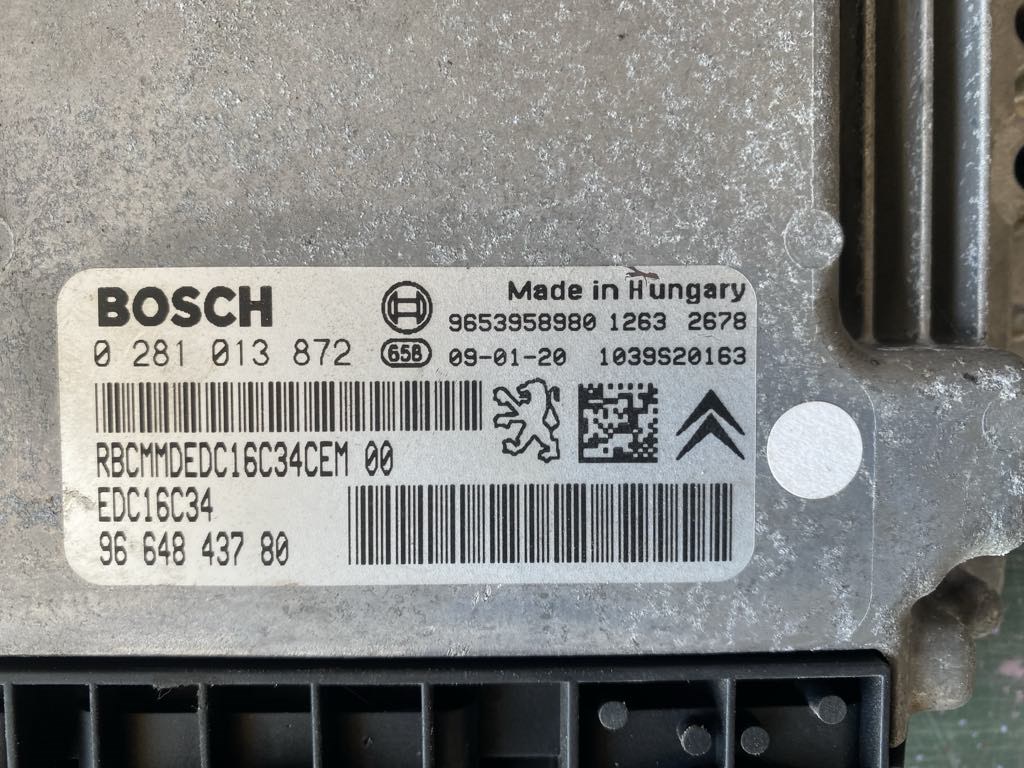 BOSCH
Made in Hungary
9653958980 1263 2678
0 281 013 872
658
09-01-20 1039S20163
RBCMMDEDC16C34CEM 00
EDC16C34
96 648 437 80